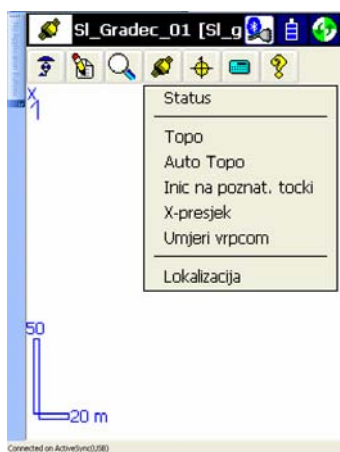 Sl_Gradec_01 [Sl_g
X
Status
Topo
Auto Topo
Inic na poznat. tocki
X-presjek
Umjeri vrpcom
Lokalizacija
50
20 m
Connected on ActiveSync(USB)